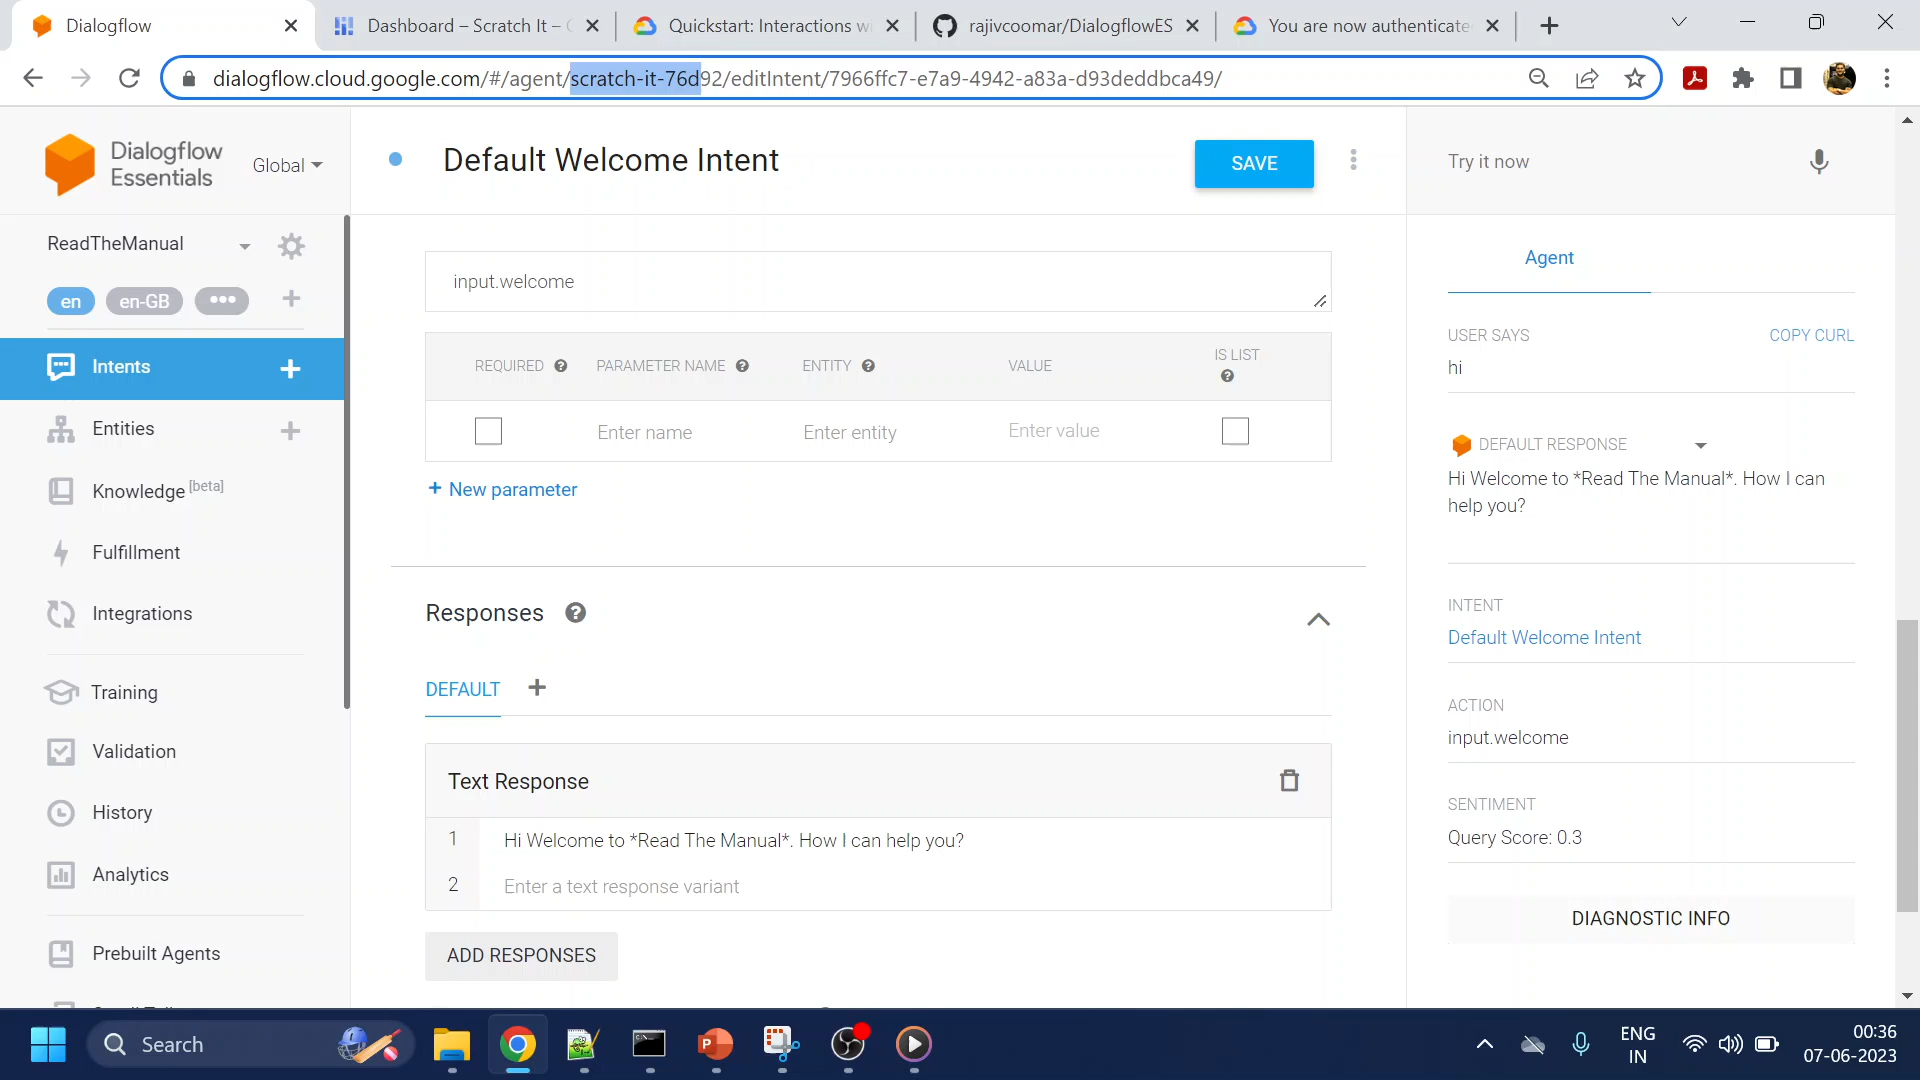 Dialogflow
Dashboard – Scratch It –
Quickstart: Interactions wi
rajivcoomar/DialogflowES
You are now authenticate
dialogflow.cloud.google.com/#/agent/scratch-it-76d92/editIntent/7966ffc7-e7a9-4942-a83a-d93deddbca49/
Dialogflow
Essentials
Global
Default Welcome Intent
SAVE
Try it now
ReadTheManual
en
en-GB
Intents
Entities
Knowledge [beta]
Fulfillment
Integrations
Training
Validation
History
Analytics
Prebuilt Agents
input.welcome
REQUIRED
PARAMETER NAME
ENTITY
VALUE
IS LIST
Enter name
Enter entity
Enter value
+ New parameter
Responses
DEFAULT
Text Response
1 Hi Welcome to *Read The Manual*. How I can help you?
2 Enter a text response variant
ADD RESPONSES
Agent
USER SAYS
COPY CURL
hi
DEFAULT RESPONSE
Hi Welcome to *Read The Manual*. How I can
help you?
INTENT
Default Welcome Intent
ACTION
input.welcome
SENTIMENT
Query Score: 0.3
DIAGNOSTIC INFO
Search
ENG
IN
00:36
07-06-2023